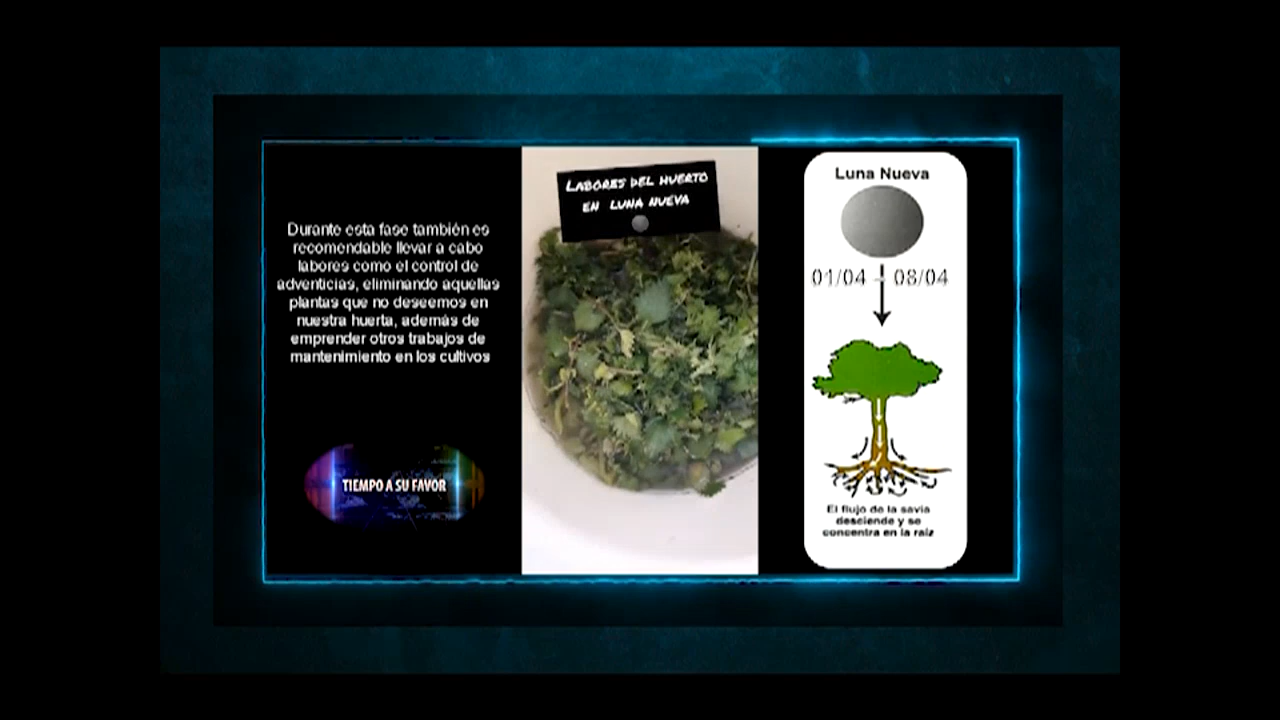 Durante esta fase también es
recomendable llevar a cabo
labores como el control de
adventicias, eliminando aquellas
plantas que no deseemos en
nuestra huerta, además de
emprender otros trabajos de
mantenimiento en los cultivos
TIEMPO A SU FAVOR
LABORES DEL HUERTO
EN LUNA NUEVA
Luna Nueva
01/04 - 08/04
El flujo de la savia
desciende y se
concentra en la raíz